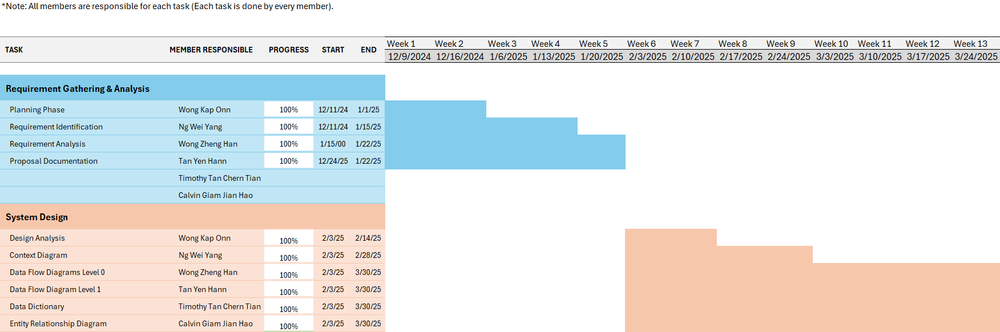 *Note: All members are responsible for each task (Each task is done by every member).
TASK MEMBER RESPONSIBLE PROGRESS START END Week 1 Week 2 Week 3 Week 4 Week 5 Week 6 Week 7 Week 8 Week 9 Week 10 Week 11 Week 12 Week 13
12/9/2024 12/16/2024 1/6/2025 1/13/2025 1/20/2025 2/3/2025 2/10/2025 2/17/2025 2/24/2025 3/3/2025 3/10/2025 3/17/2025 3/24/2025
Requirement Gathering & Analysis
Planning Phase Wong Kap Onn 100% 12/11/24 1/1/25
Requirement Identification Ng Wei Yang 100% 12/11/24 1/15/25
Requirement Analysis Wong Zheng Han 100% 1/15/00 1/22/25
Proposal Documentation Tan Yen Hann 100% 12/24/25 1/22/25
Timothy Tan Chern Tian
Calvin Giam Jian Hao
System Design
Design Analysis Wong Kap Onn 100% 2/3/25 2/14/25
Context Diagram Ng Wei Yang 100% 2/3/25 2/28/25
Data Flow Diagrams Level 0 Wong Zheng Han 100% 2/3/25 3/30/25
Data Flow Diagram Level 1 Tan Yen Hann 100% 2/3/25 3/30/25
Data Dictionary Timothy Tan Chern Tian 100% 2/3/25 3/30/25
Entity Relationship Diagram Calvin Giam Jian Hao 100% 2/3/25 3/30/25